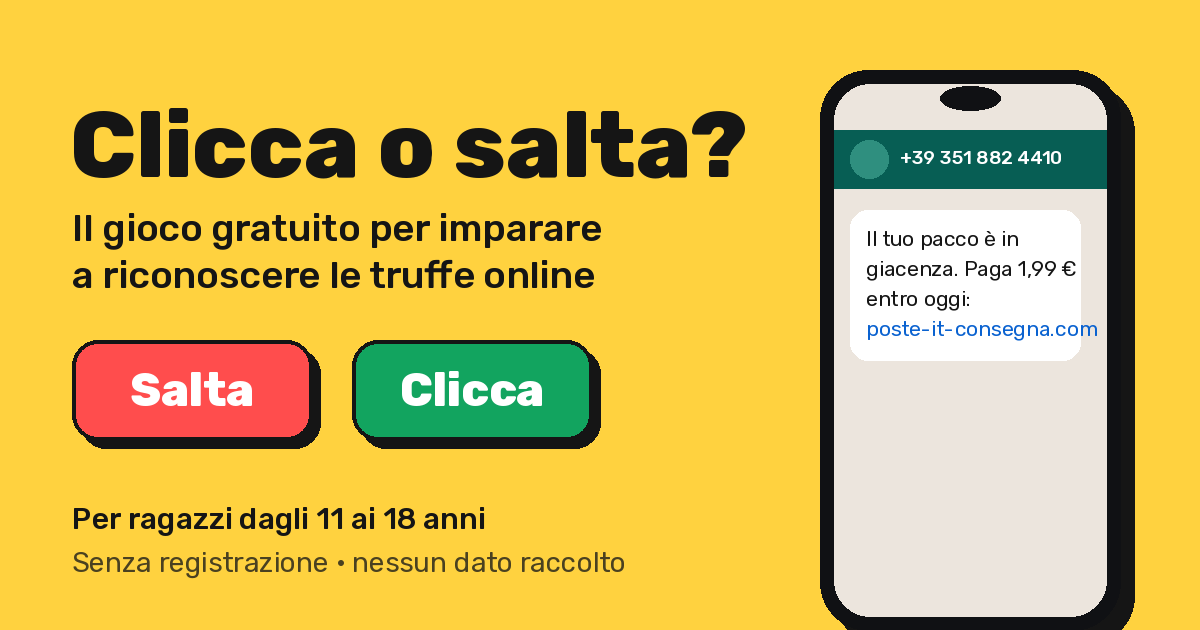 Clicca o salta?
Il gioco gratuito per imparare
a riconoscere le truffe online
Salta
Clicca
Per ragazzi dagli 11 ai 18 anni
Senza registrazione • nessun dato raccolto
+39 351 882 4410
Il tuo pacco è in
giacenza. Paga 1,99 €
entro oggi:
poste-it-consegna.com